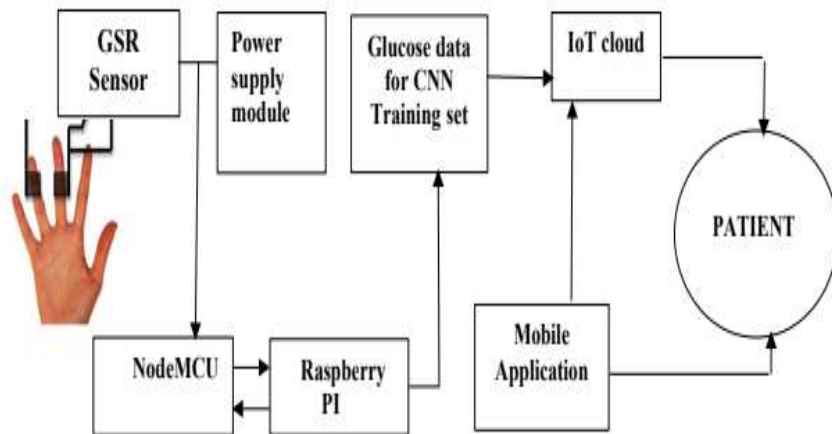 GSR
Sensor
Power
supply
module
Glucose data
for CNN
Training set
IoT cloud
PATIENT
NodeMCU
Raspberry
PI
Mobile
Application